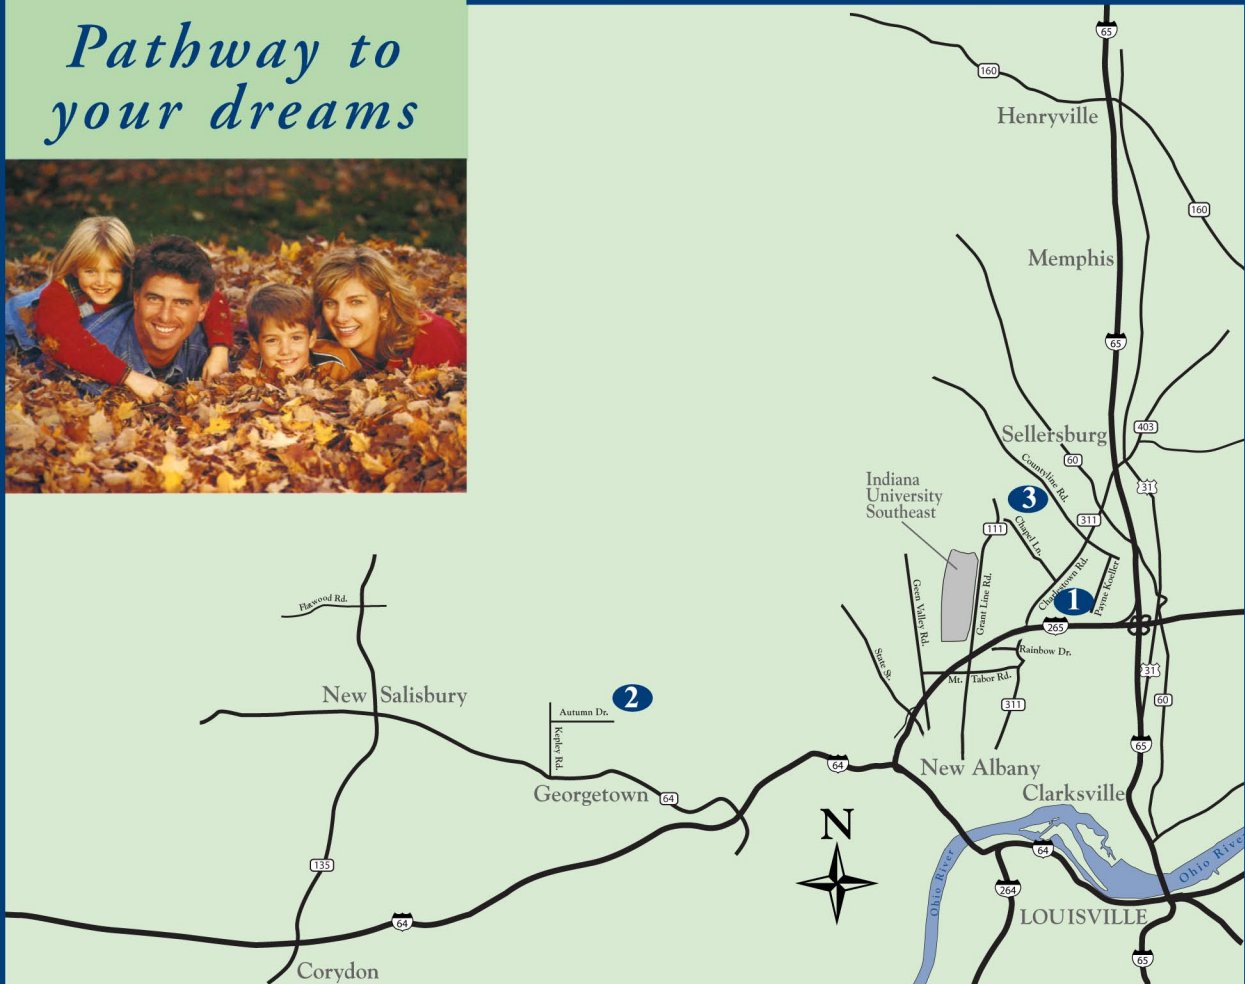 Pathway to
your dreams
65
160
Henryville
160
Memphis
65
403
Sellersburg
60
Countyline Rd.
31
Indiana
University
Southeast
3
311
111
Chapel Ln.
Flatwood Rd.
Geen Valley Rd.
Grant Line Rd.
Charlestown Rd.
Payne Koeller
1
265
State St.
Rainbow Dr.
Mt. Tabor Rd.
31
New Salisbury
2
Autumn Dr.
311
60
Kepley Rd.
65
64
New Albany
Georgetown
64
Clarksville
N
64
Ohio River
Ohio River
135
264
64
LOUISVILLE
65
Corydon